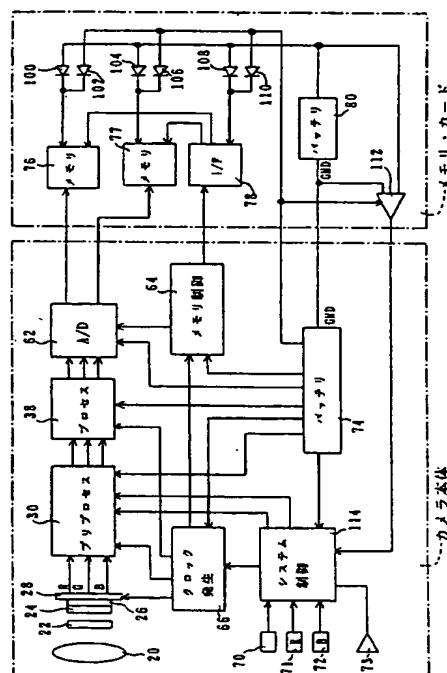 100
102
104
106
108
110
76
メモリ
77
メモリ
I/F
78
バッテリ
80
GND
112
メモリ・カード
62
A/D
64
メモリ制御
38
プロセス
30
プリプロセス
28
R
G
B
24
26
22
20
クロック
発生
66
バッテリ
74
GND
システム
制御
114
70
71
R
72
B
73
カメラ本体